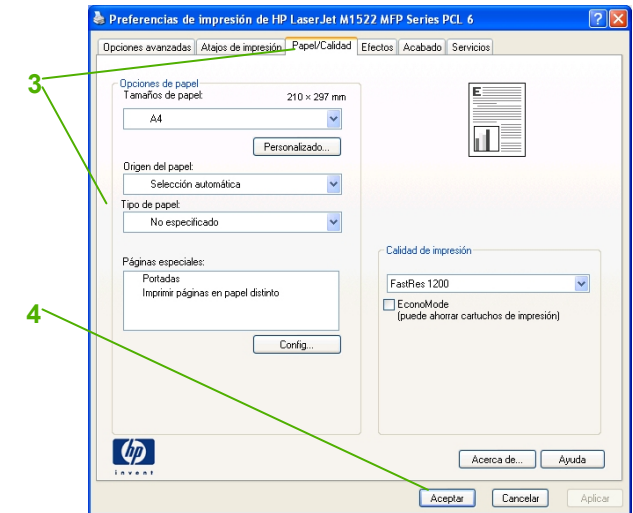 Preferencias de impresión de HP LaserJet M1522 MFP Series PCL 6
Opciones avanzadas Atajos de impresión Papel/Calidad Efectos Acabado Servicios
3
Opciones de papel
Tamaños de papel: 210 × 297 mm
A4
Personalizado...
Origen del papel:
Selección automática
Tipo de papel:
No especificado
Páginas especiales:
Portadas
Imprimir páginas en papel distinto
Config...
E
Calidad de impresión
FastRes 1200
EconoMode
(puede ahorrar cartuchos de impresión)
4
hp
invent
Acerca de... Ayuda
Aceptar Cancelar Aplicar